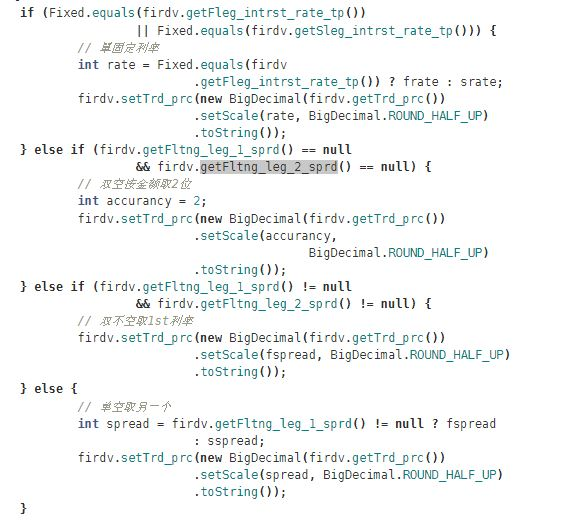 if (Fixed.equals(firdv.getFleg_intrst_rate_tp())
|| Fixed.equals(firdv.getSleg_intrst_rate_tp())) {
// 单固定利率
int rate = Fixed.equals(firdv
.getFleg_intrst_rate_tp()) ? frate : srate;
firdv.setTrd_prc(new BigDecimal(firdv.getTrd_prc())
.setScale(rate, BigDecimal.ROUND_HALF_UP)
.toString());
} else if (firdv.getFltng_leg_1_sprd() == null
&& firdv.getFltng_leg_2_sprd() == null) {
// 双空按金额取2位
int accurancy = 2;
firdv.setTrd_prc(new BigDecimal(firdv.getTrd_prc())
.setScale(accurancy,
BigDecimal.ROUND_HALF_UP)
.toString());
} else if (firdv.getFltng_leg_1_sprd() != null
&& firdv.getFltng_leg_2_sprd() != null) {
// 双不空取1st利率
firdv.setTrd_prc(new BigDecimal(firdv.getTrd_prc())
.setScale(fspread, BigDecimal.ROUND_HALF_UP)
.toString());
} else {
// 单空取另一个
int spread = firdv.getFltng_leg_1_sprd() != null ? fspread
: sspread;
firdv.setTrd_prc(new BigDecimal(firdv.getTrd_prc())
.setScale(spread, BigDecimal.ROUND_HALF_UP)
.toString());
}